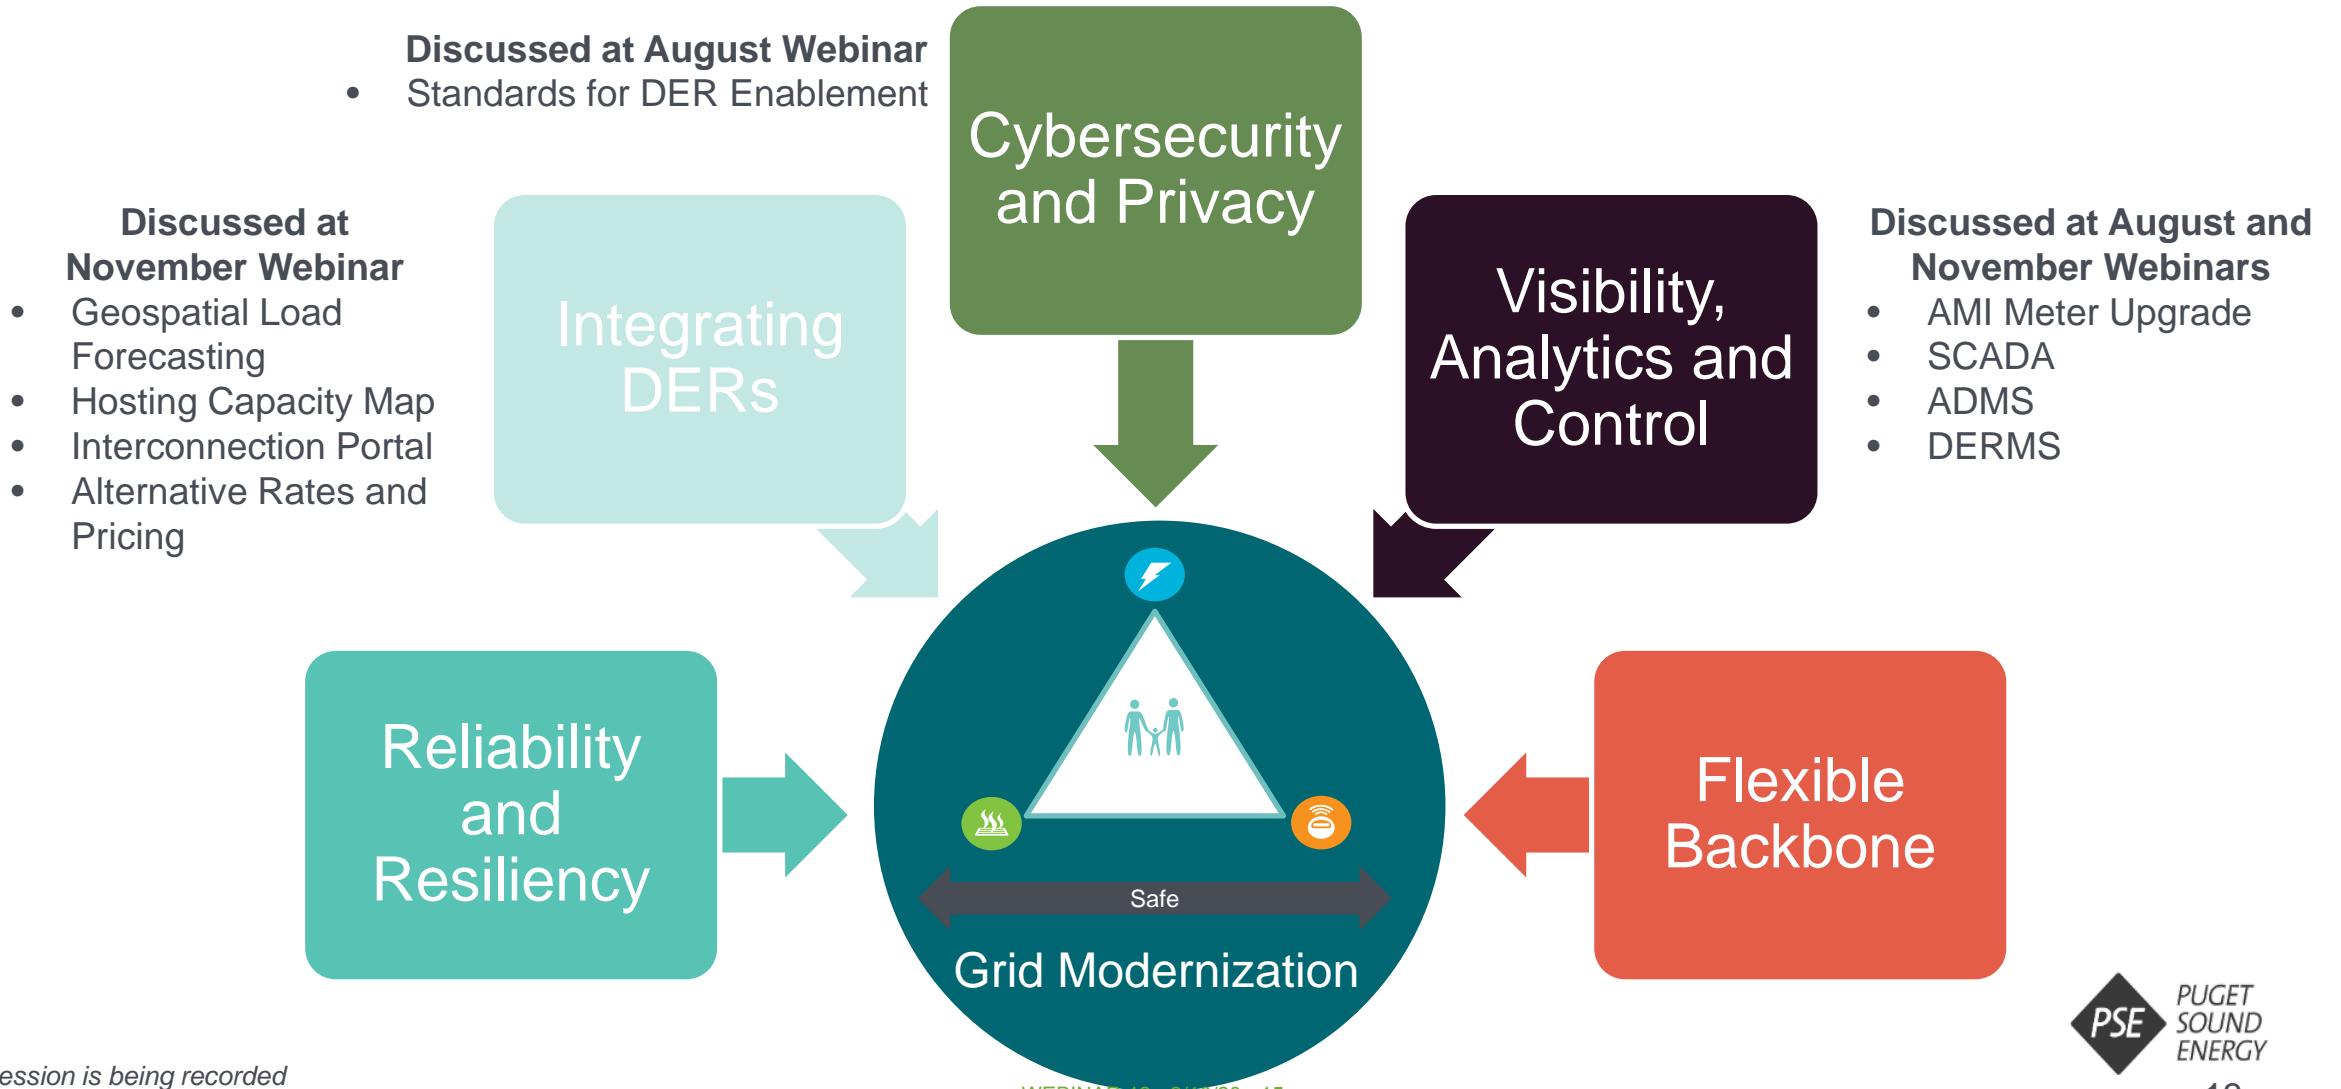 Discussed at August Webinar
• Standards for DER Enablement
Cybersecurity
and Privacy
Discussed at
November Webinar
• Geospatial Load
Forecasting
• Hosting Capacity Map
• Interconnection Portal
• Alternative Rates and
Pricing
Integrating
DERs
Visibility,
Analytics and
Control
Discussed at August and
November Webinars
• AMI Meter Upgrade
• SCADA
• ADMS
• DERMS
Reliability
and
Resiliency
Safe
Grid Modernization
Flexible
Backbone
PSE
PUGET
SOUND
ENERGY
ession is being recorded